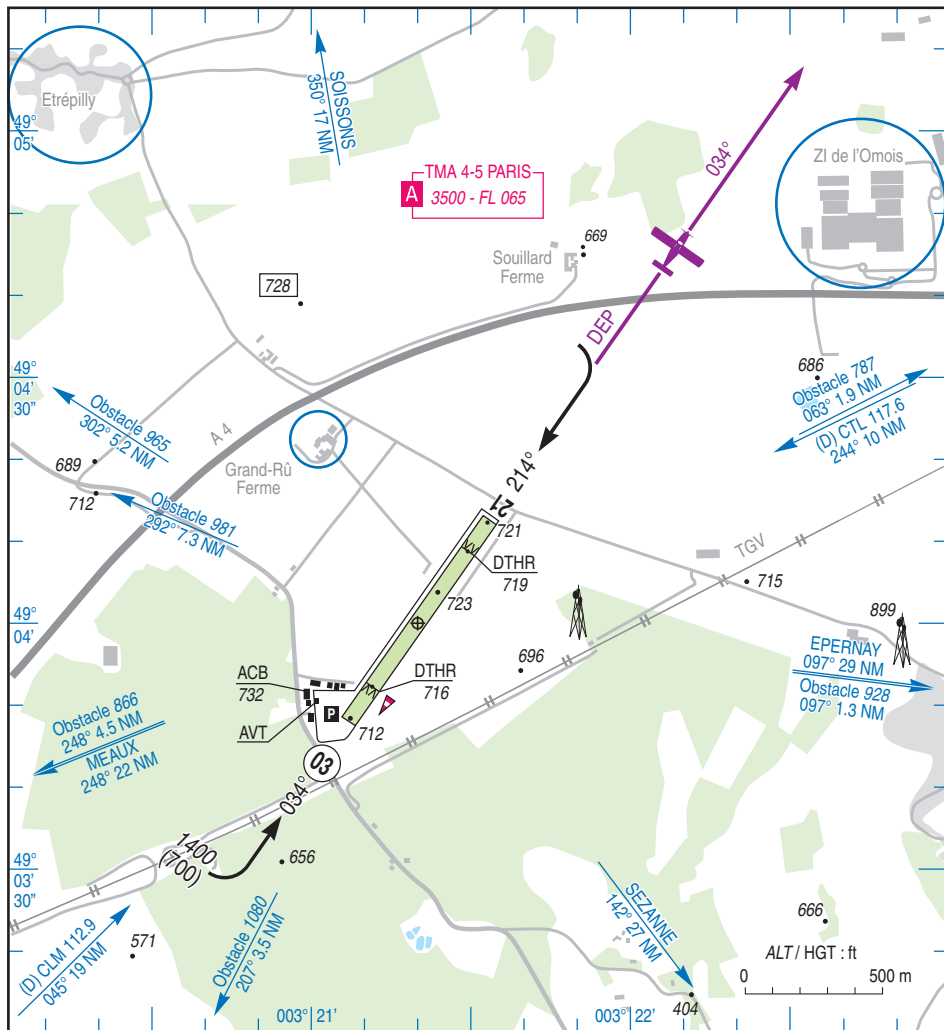 Etrépilly
49°
05'
SOISSONS
350° 17 NM
TMA 4-5 PARIS
A
3500 - FL 065
034°
ZI de l'Omois
669
Souillard
Ferme
728
DEP
686
49°
04'
30"
Obstacle 787
063° 1.9 NM
(D) CTL 117.6
244° 10 NM
Obstacle 965
302° 5.2 NM
A 4
689
712
Grand-Rû
Ferme
Obstacle 981
292° 7.3 NM
214°
21
721
DTHR
719
TGV
715
723
49°
04'
899
696
EPERNAY
097° 29 NM
Obstacle 928
097° 1.3 NM
ACB
732
DTHR
716
AVT
P
712
Obstacle 866
248° 4.5 NM
MEAUX
248° 22 NM
03
034°
1400
(700)
656
49°
03'
30"
SEZANNE
142° 27 NM
Obstacle 1080
207° 3.5 NM
(D) CLM 112.9
045° 19 NM
571
666
ALT / HGT : ft
0 500 m
404
003° 21'
003° 22'